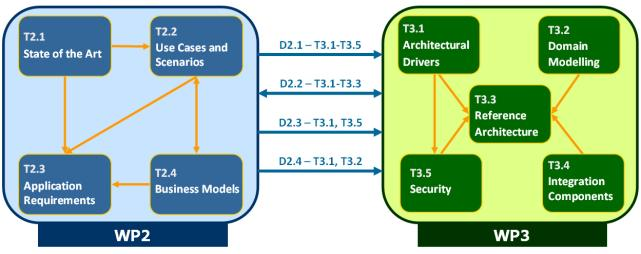 T2.1
State of the Art
T2.2
Use Cases and
Scenarios
T2.3
Application
Requirements
T2.4
Business Models
WP2
D2.1 – T3.1-T3.5
D2.2 – T3.1-T3.3
D2.3 – T3.1, T3.5
D2.4 – T3.1, T3.2
T3.1
Architectural
Drivers
T3.2
Domain
Modelling
T3.3
Reference
Architecture
T3.5
Security
T3.4
Integration
Components
WP3